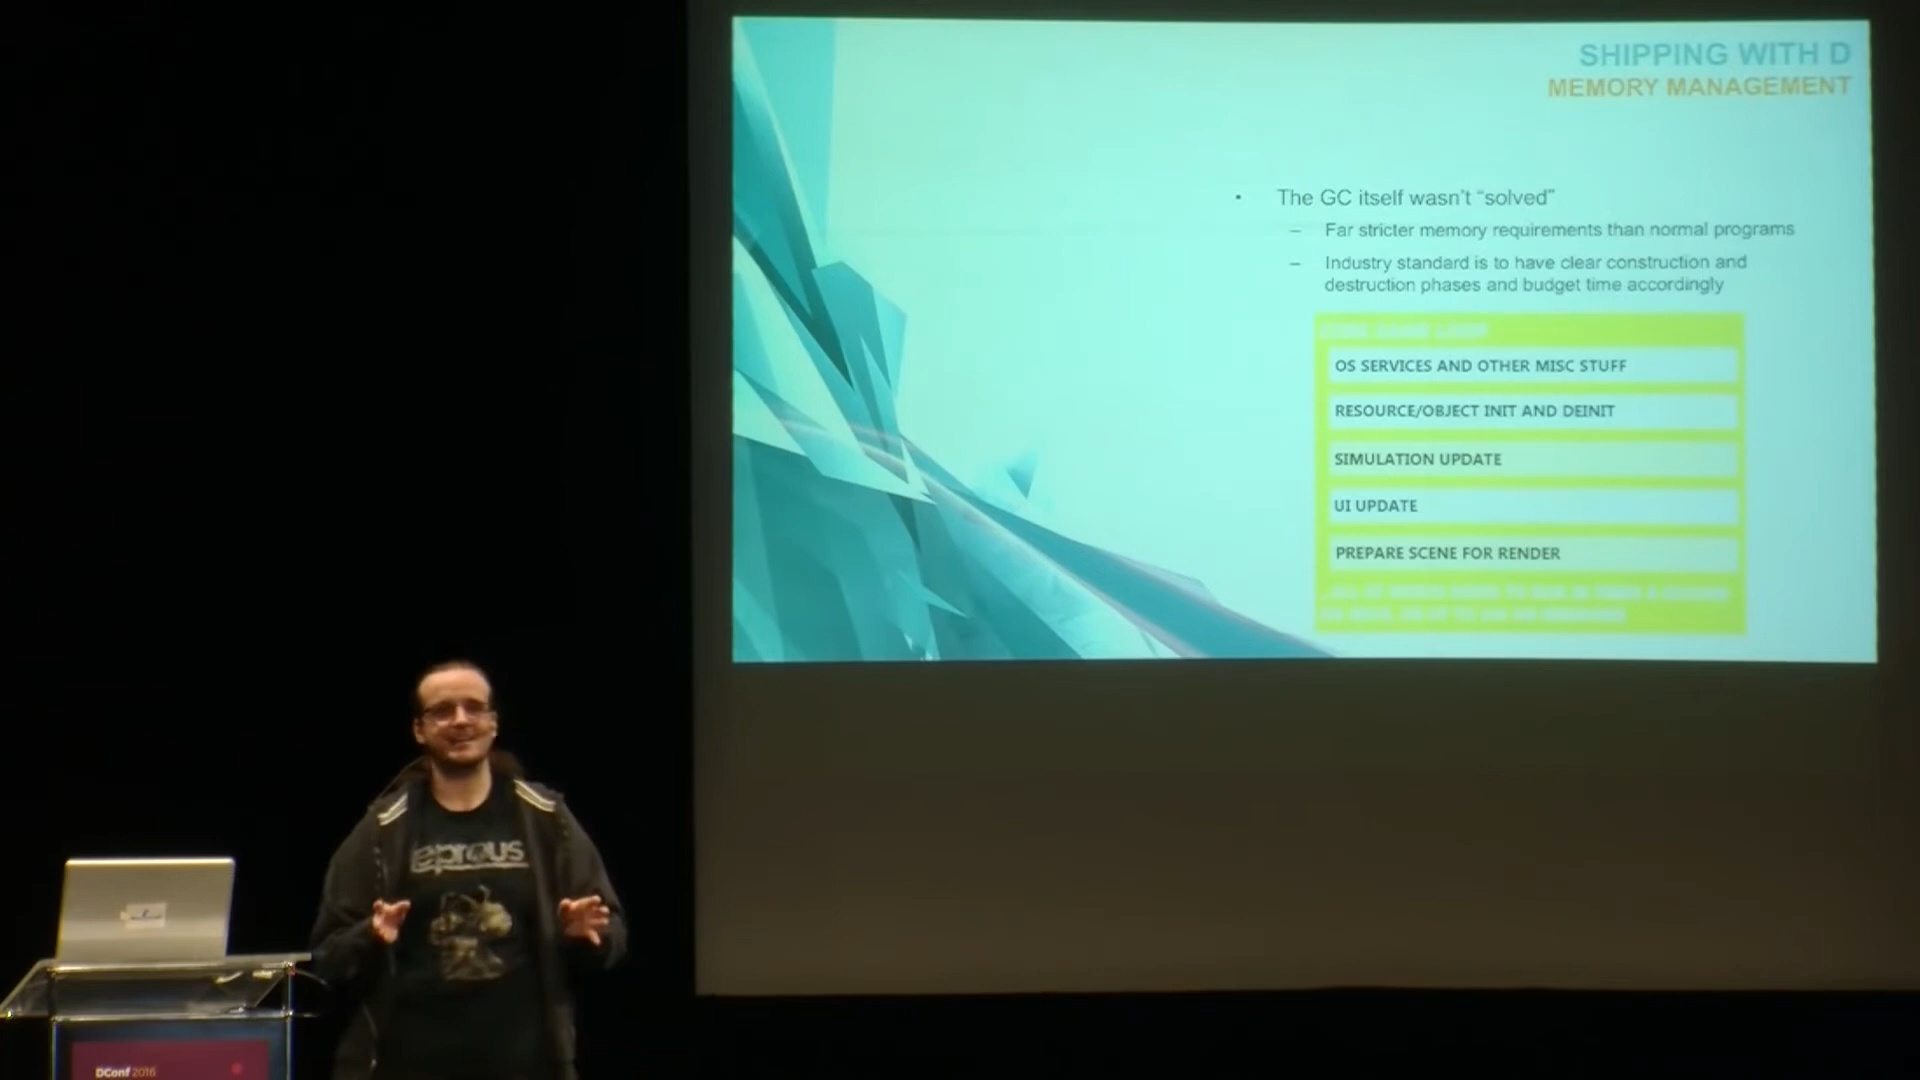 SHIPPING WITH D
MEMORY MANAGEMENT
• The GC itself wasn't “solved”
– Far stricter memory requirements than normal programs
– Industry standard is to have clear construction and
destruction phases and budget time accordingly
OS SERVICES AND OTHER MISC STUFF
RESOURCE/OBJECT INIT AND DEINIT
SIMULATION UPDATE
UI UPDATE
PREPARE SCENE FOR RENDER
leprous
DConf 2016